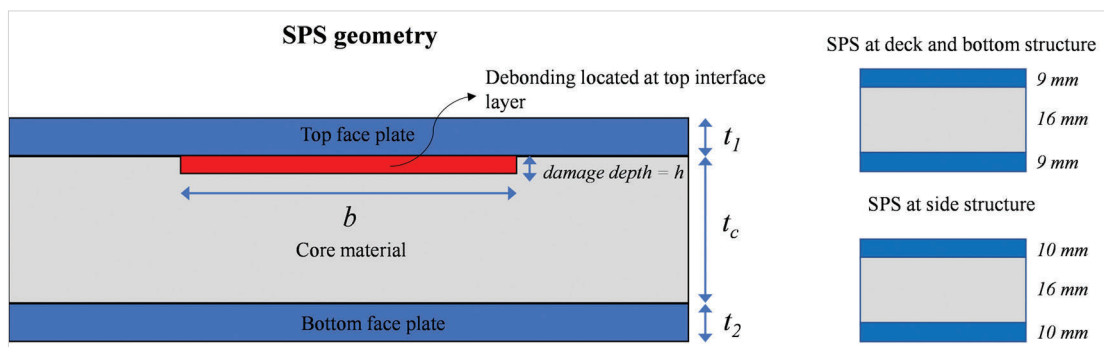 SPS geometry
Debonding located at top interface
layer
Top face plate
t1
damage depth = h
b
tc
Core material
Bottom face plate
t2
SPS at deck and bottom structure
9 mm
16 mm
9 mm
SPS at side structure
10 mm
16 mm
10 mm